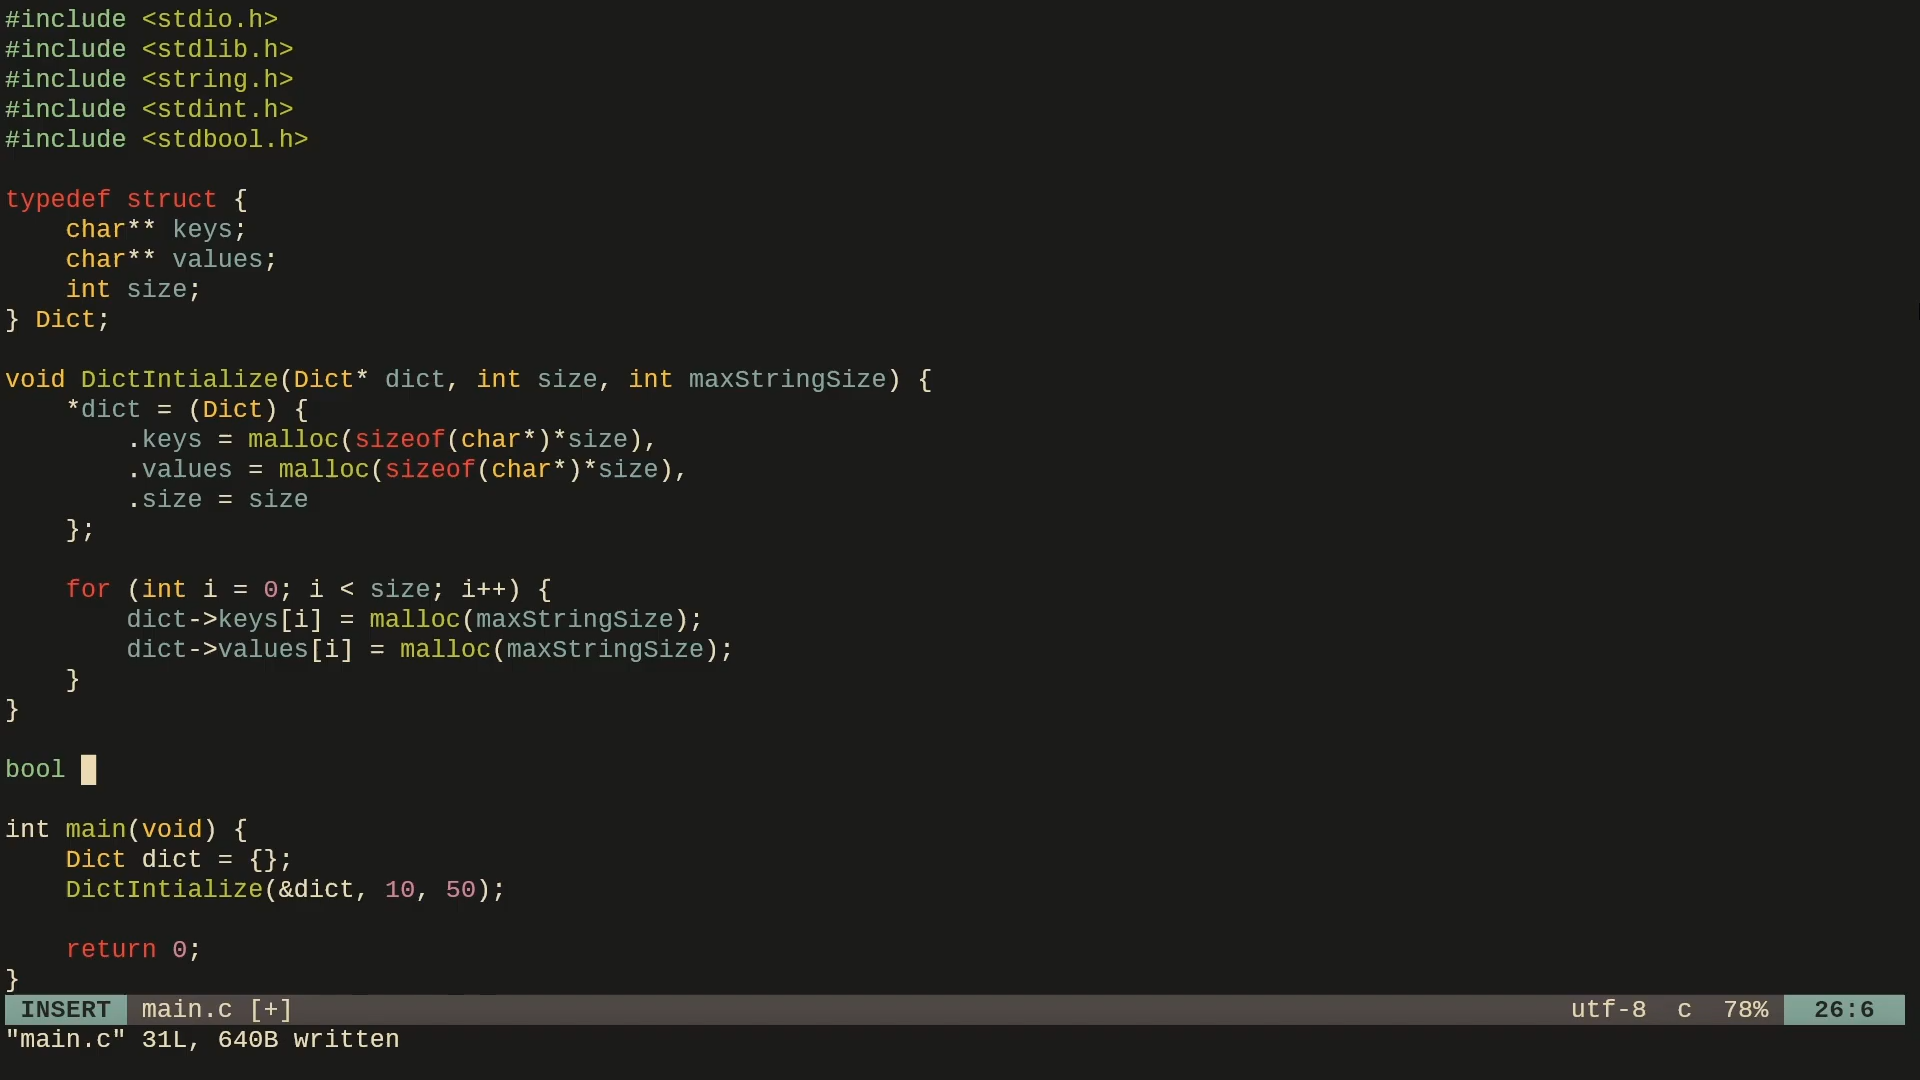 #include <stdio.h>
#include <stdlib.h>
#include <string.h>
#include <stdint.h>
#include <stdbool.h>

typedef struct {
    char** keys;
    char** values;
    int size;
} Dict;

void DictIntialize(Dict* dict, int size, int maxStringSize) {
    *dict = (Dict) {
        .keys = malloc(sizeof(char*)*size),
        .values = malloc(sizeof(char*)*size),
        .size = size
    };

    for (int i = 0; i < size; i++) {
        dict->keys[i] = malloc(maxStringSize);
        dict->values[i] = malloc(maxStringSize);
    }
}

bool

int main(void) {
    Dict dict = {};
    DictIntialize(&dict, 10, 50);

    return 0;
}
INSERT main.c [+] utf-8 c 78% 26:6
"main.c" 31L, 640B written